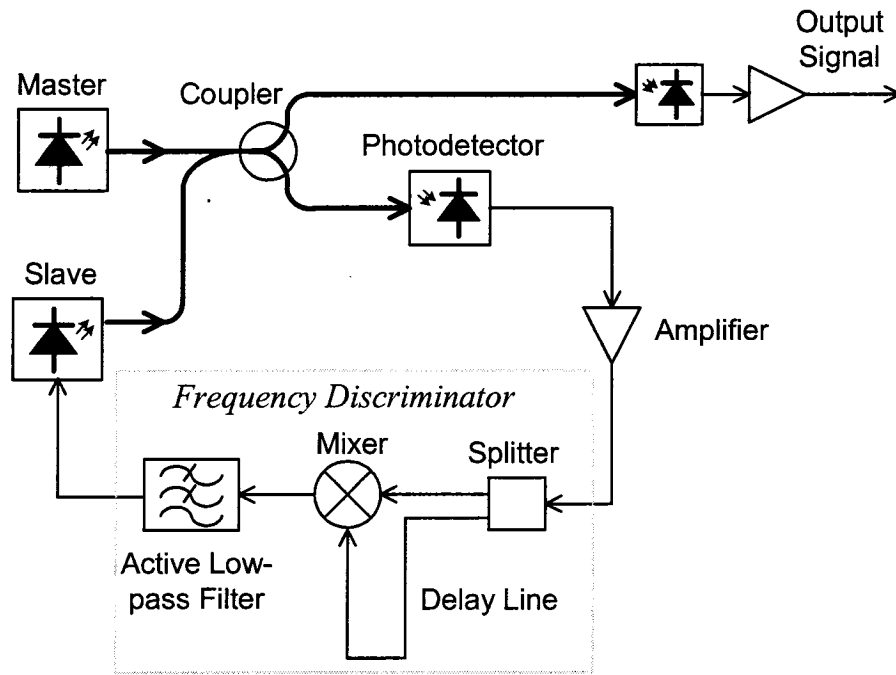 Output
Signal
Master
Coupler
Photodetector
Slave
Amplifier
Frequency Discriminator
Mixer
Splitter
Active Low-
pass Filter
Delay Line